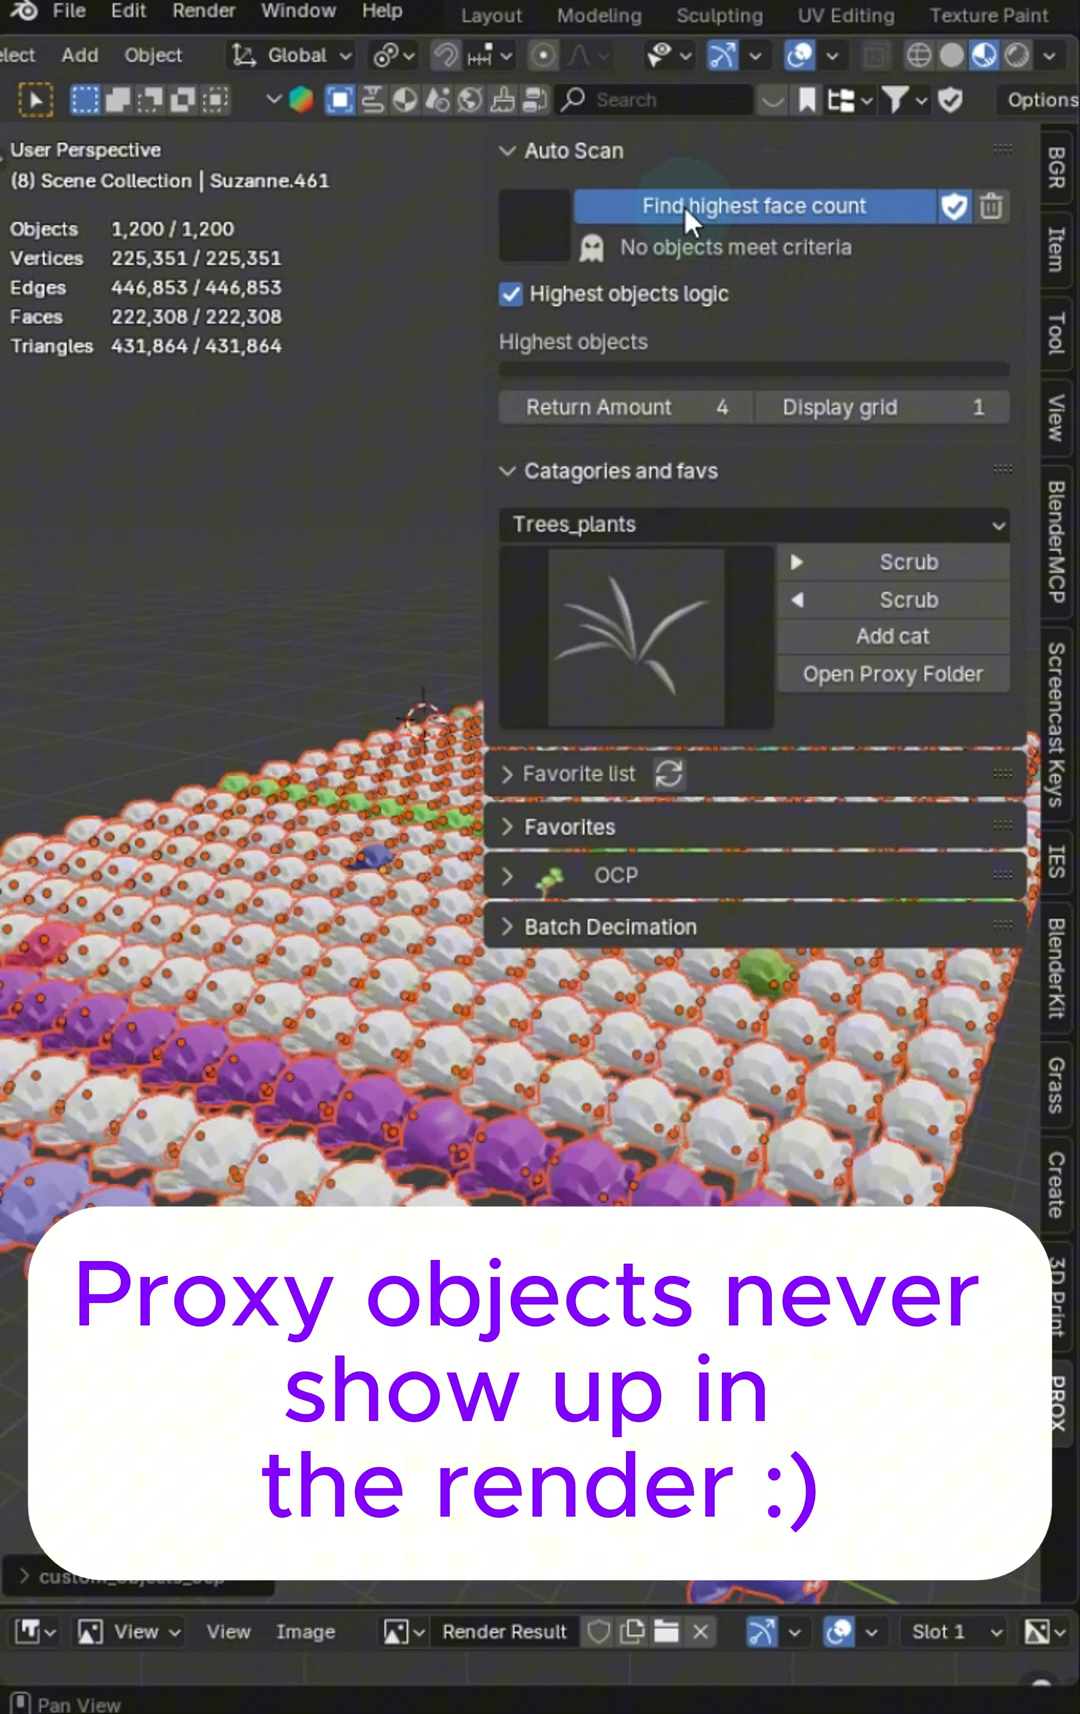 File Edit Render Window Help Layout Modeling Sculpting UV Editing Texture Paint
elect Add Object Global
Search Options
User Perspective
(8) Scene Collection | Suzanne.461
Objects 1,200 / 1,200
Vertices 225,351 / 225,351
Edges 446,853 / 446,853
Faces 222,308 / 222,308
Triangles 431,864 / 431,864
Auto Scan
Find highest face count
No objects meet criteria
Highest objects logic
Highest objects
Return Amount 4 Display grid 1
Catagories and favs
Trees_plants
Scrub
Scrub
Add cat
Open Proxy Folder
Favorite list
Favorites
OCP
Batch Decimation
BGR
Item
Tool
View
BlenderMCP
Screencast Keys
IES
BlenderKit
Grass
Create
3D Print
PROX
Proxy objects never
show up in
the render :)
View View Image Render Result Slot 1
Pan View